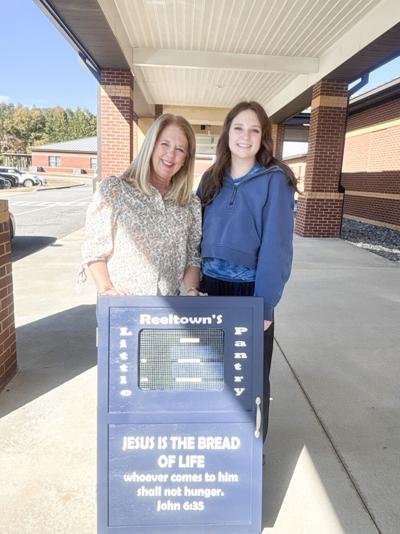 Reeltown's
Little
Pantry
JESUS IS THE BREAD
OF LIFE
whoever comes to him
shall not hunger.
John 6:35